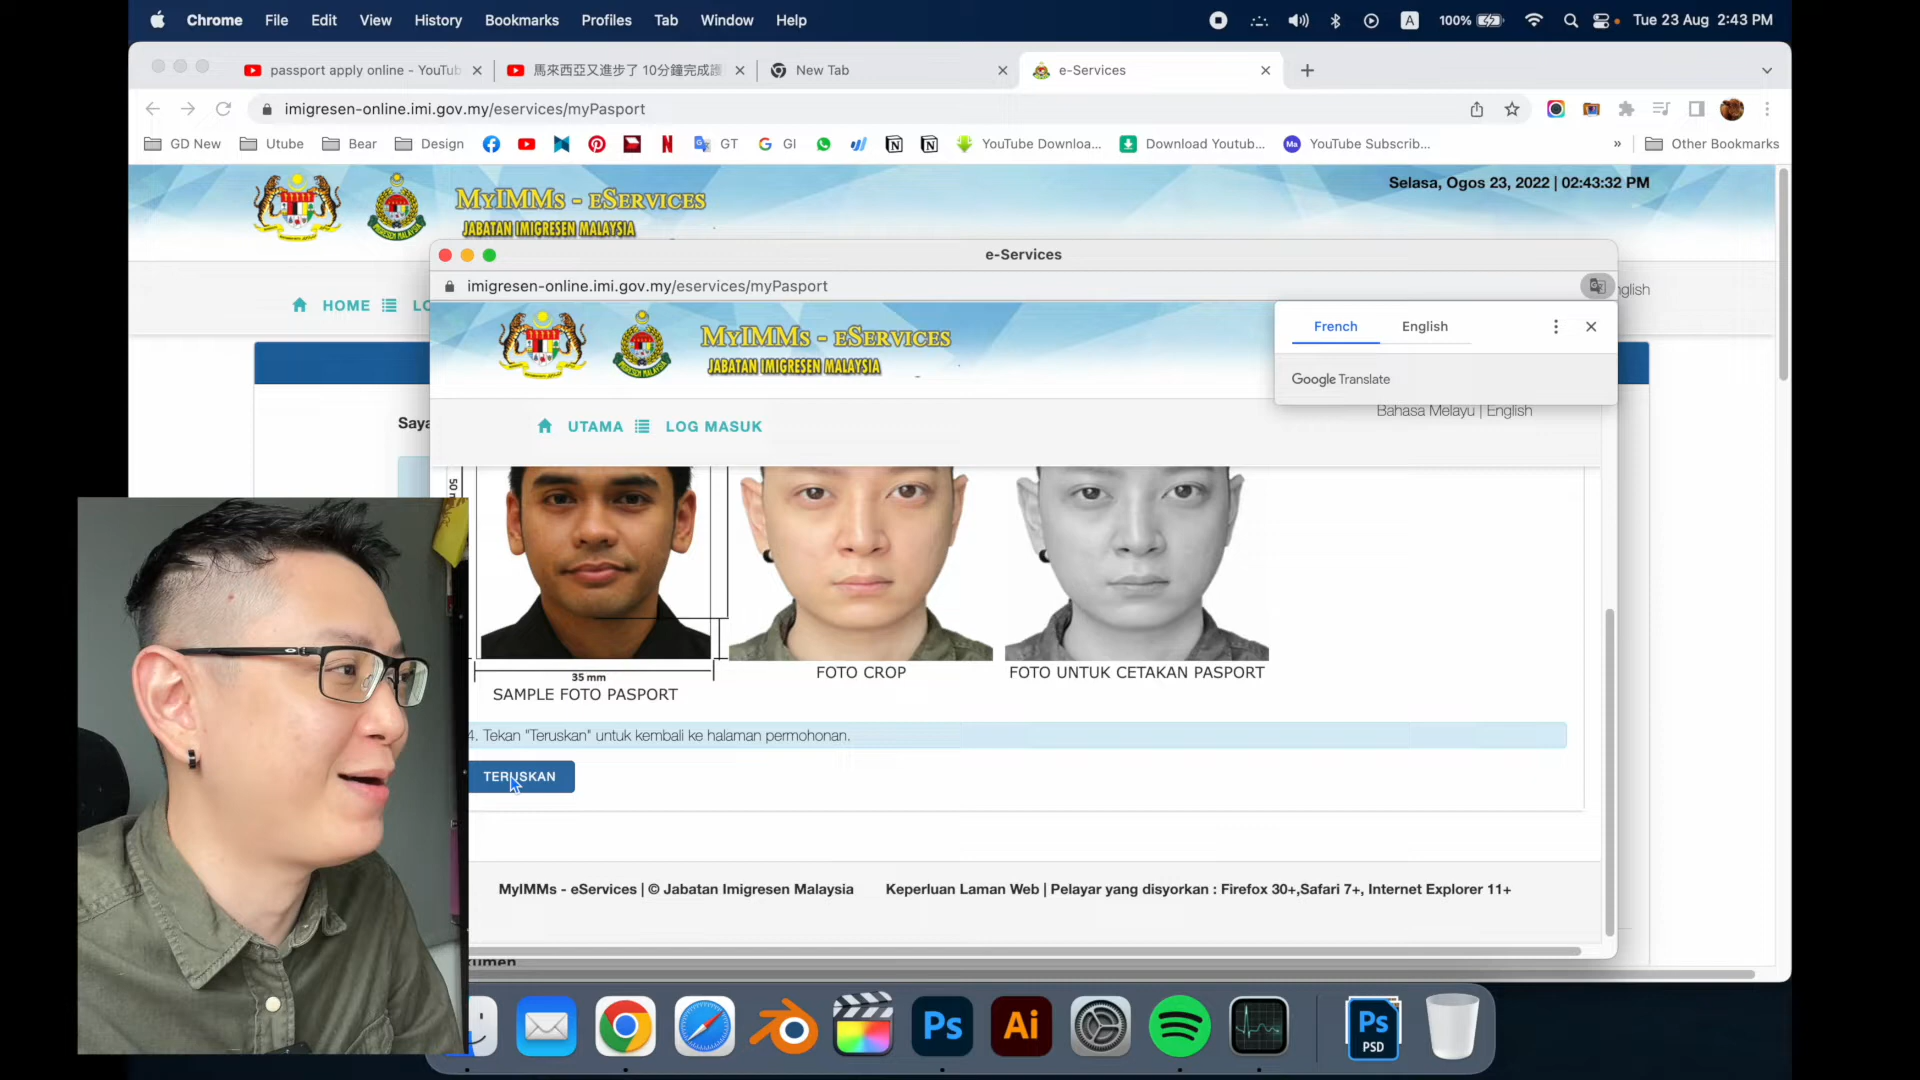 Chrome File Edit View History Bookmarks Profiles Tab Window Help
A 100% Tue 23 Aug 2:43 PM
passport apply online - YouTub
馬來西亞又進步了 10分鐘完成
New Tab
e-Services
imigresen-online.imi.gov.my/eservices/myPasport
GD New Utube Bear Design GT GI YouTube Downloa... Download Youtub... YouTube Subscrib... » Other Bookmarks
MyIMMs - eServices
JABATAN IMIGRESEN MALAYSIA
Selasa, Ogos 23, 2022 | 02:43:32 PM
HOME LO
nglish
Saya
e-Services
imigresen-online.imi.gov.my/eservices/myPasport
MyIMMs - eServices
JABATAN IMIGRESEN MALAYSIA
French English
Google Translate
Bahasa Melayu | English
UTAMA LOG MASUK
50 m
35 mm
SAMPLE FOTO PASPORT
FOTO CROP
FOTO UNTUK CETAKAN PASPORT
4. Tekan "Teruskan" untuk kembali ke halaman permohonan.
TERUSKAN
MyIMMs - eServices | © Jabatan Imigresen Malaysia
Keperluan Laman Web | Pelayar yang disyorkan : Firefox 30+,Safari 7+, Internet Explorer 11+
kumen
Ps
Ai
Ps
PSD